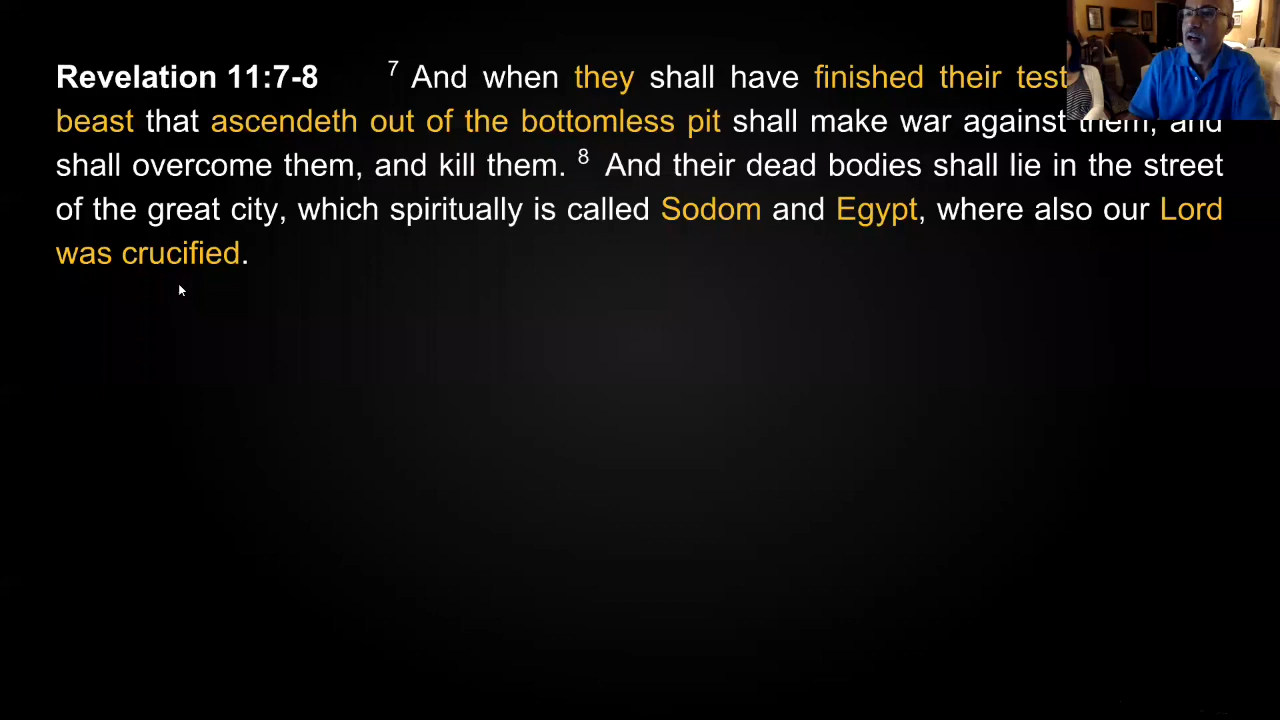 Revelation 11:7-8 7 And when they shall have finished their test
beast that ascendeth out of the bottomless pit shall make war against them, and
shall overcome them, and kill them. 8 And their dead bodies shall lie in the street
of the great city, which spiritually is called Sodom and Egypt, where also our Lord
was crucified.